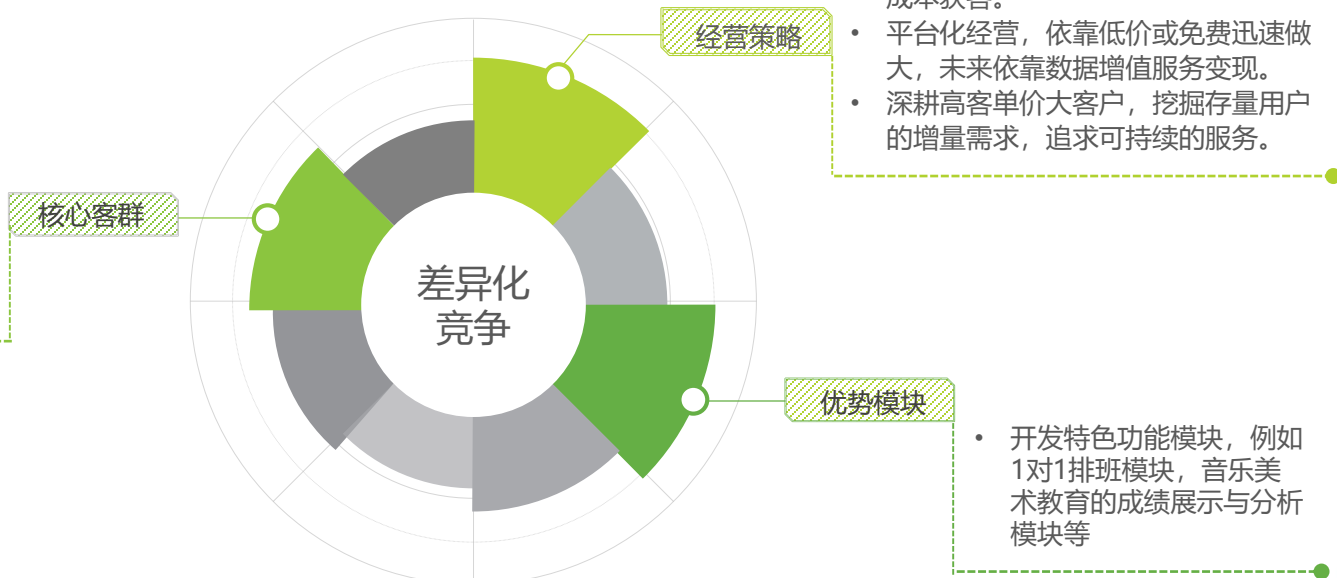 成本获客。
经营策略
• 平台化经营，依靠低价或免费迅速做
大，未来依靠数据增值服务变现。
• 深耕高客单价大客户，挖掘存量用户
的增量需求，追求可持续的服务。
核心客群
差异化
竞争
优势模块
• 开发特色功能模块，例如
1对1排班模块，音乐美
术教育的成绩展示与分析
模块等